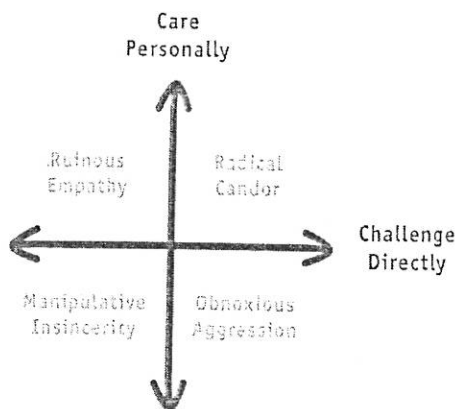 Care
Personally
Ruinous
Empathy
Radical
Candor
Challenge
Directly
Manipulative
Insincerity
Obnoxious
Aggression